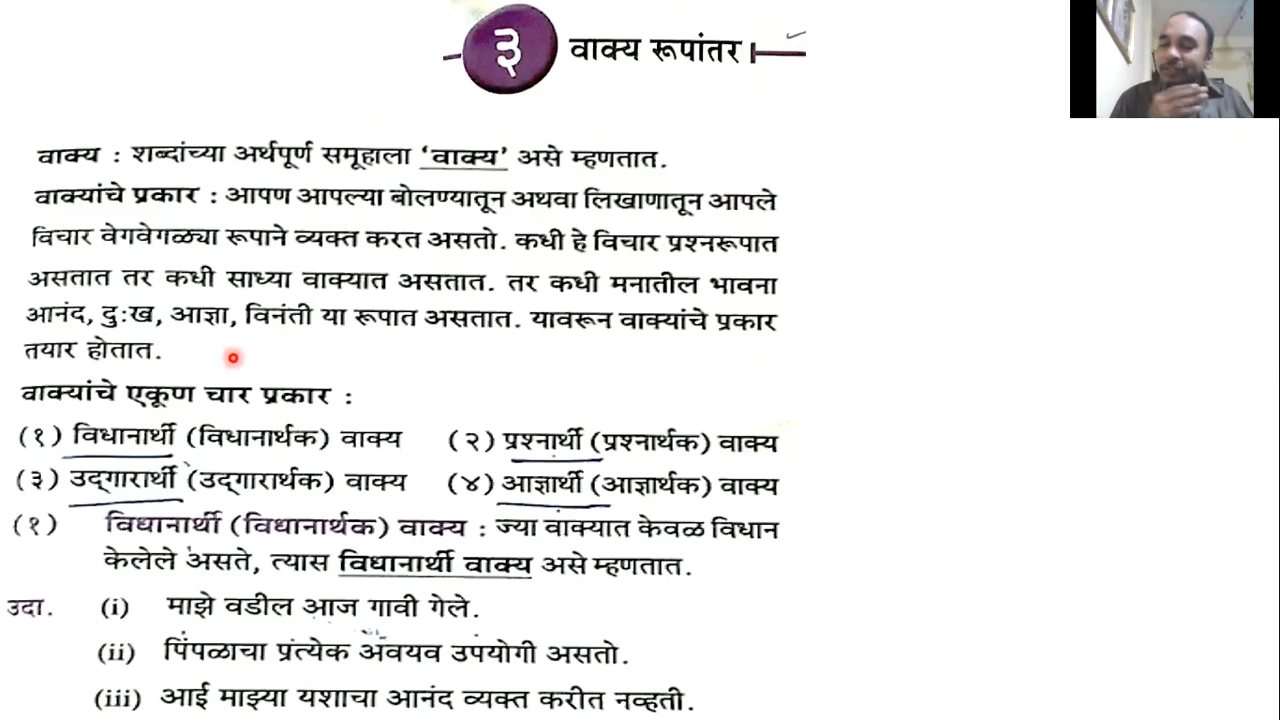 ३ वाक्य रूपांतर
वाक्य : शब्दांच्या अर्थपूर्ण समूहाला ‘वाक्य’ असे म्हणतात.
वाक्यांचे प्रकार : आपण आपल्या बोलण्यातून अथवा लिखाणातून आपले
विचार वेगवेगळ्या रूपाने व्यक्त करत असतो. कधी हे विचार प्रश्नरूपात
असतात तर कधी साध्या वाक्यात असतात. तर कधी मनातील भावना
आनंद, दुःख, आज्ञा, विनंती या रूपात असतात. यावरून वाक्यांचे प्रकार
तयार होतात.
वाक्यांचे एकूण चार प्रकार :
(१) विधानार्थी (विधानार्थक) वाक्य (२) प्रश्नार्थी (प्रश्नार्थक) वाक्य
(३) उद्‌गारार्थी (उद्‌गारार्थक) वाक्य (४) आज्ञार्थी (आज्ञार्थक) वाक्य
(१) विधानार्थी (विधानार्थक) वाक्य : ज्या वाक्यात केवळ विधान
केलेले असते, त्यास विधानार्थी वाक्य असे म्हणतात.
उदा. (i) माझे वडील आज गावी गेले.
(ii) पिंपळाचा प्रत्येक अवयव उपयोगी असतो.
(iii) आई माझ्या यशाचा आनंद व्यक्त करीत नव्हती.